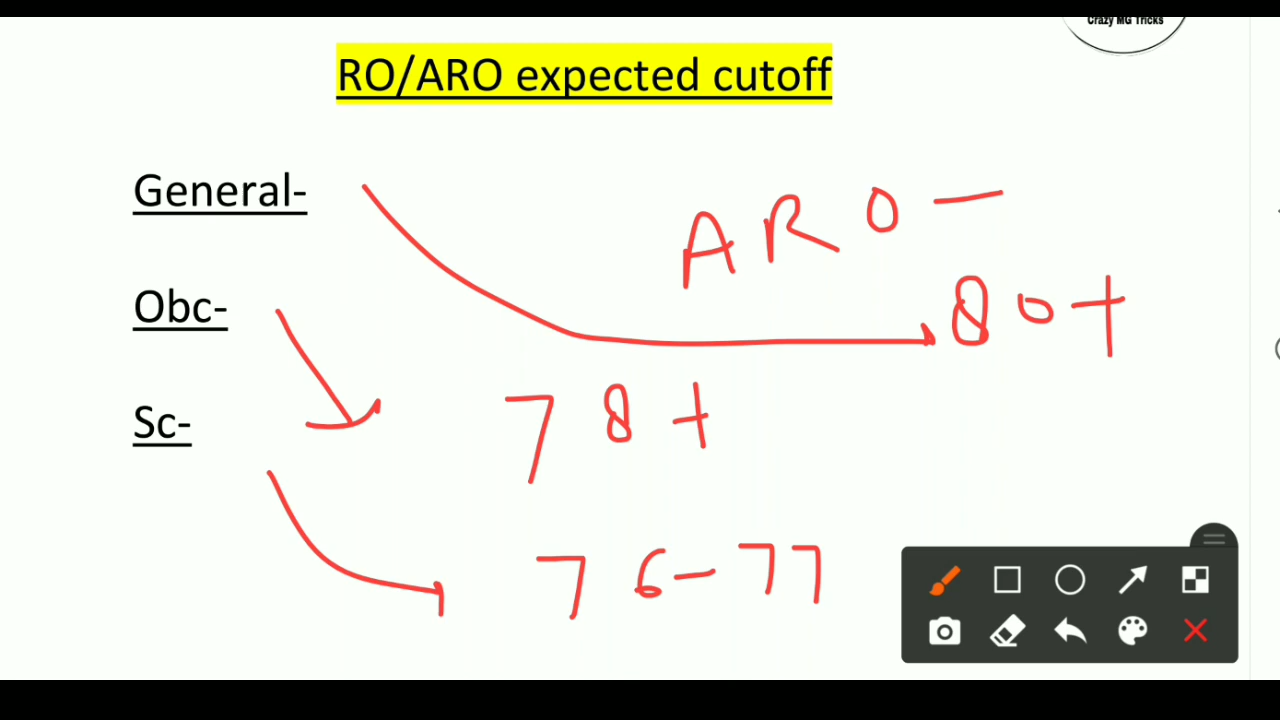 Crazy MG Tricks
RO/ARO expected cutoff
General-
ARO-
80+
Obc-
78+
Sc-
76-77